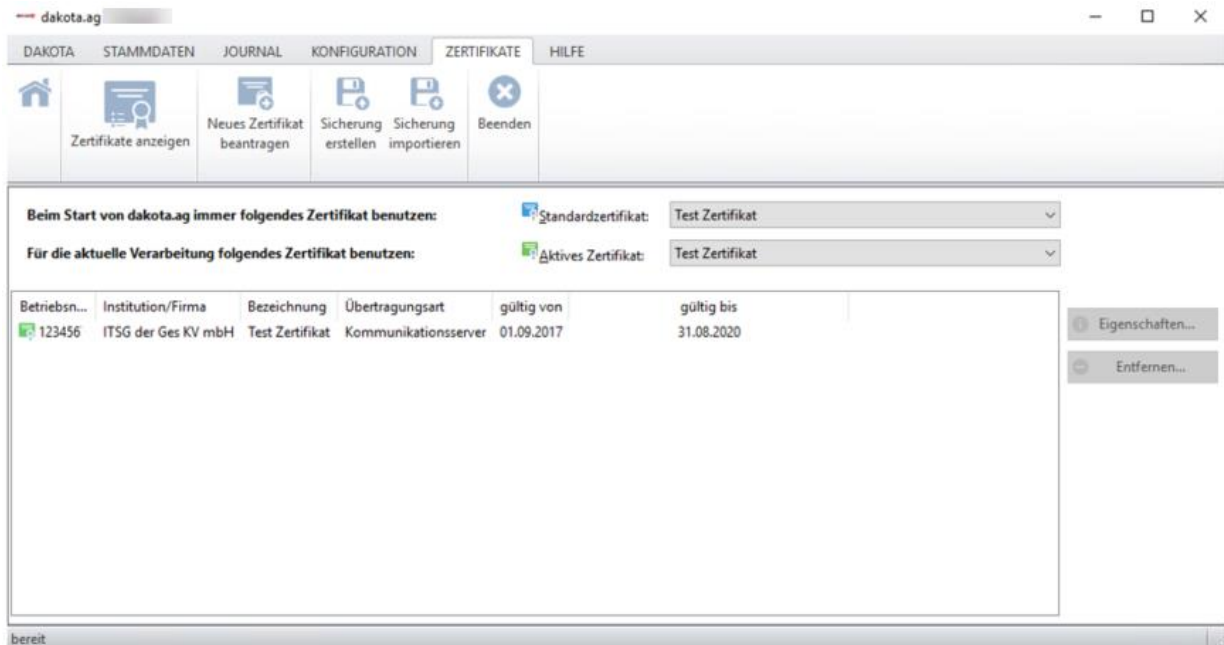 dakota.ag
DAKOTA STAMMDATEN JOURNAL KONFIGURATION ZERTIFIKATE HILFE
Zertifikate anzeigen
Neues Zertifikat
beantragen
Sicherung
erstellen
Sicherung
importieren
Beenden
Beim Start von dakota.ag immer folgendes Zertifikat benutzen: Standardzertifikat: Test Zertifikat
Für die aktuelle Verarbeitung folgendes Zertifikat benutzen: Aktives Zertifikat: Test Zertifikat
Betriebsn... Institution/Firma Bezeichnung Übertragungsart gültig von gültig bis
123456 ITSG der Ges KV mbH Test Zertifikat Kommunikationsserver 01.09.2017 31.08.2020
Eigenschaften...
Entfernen...
bereit